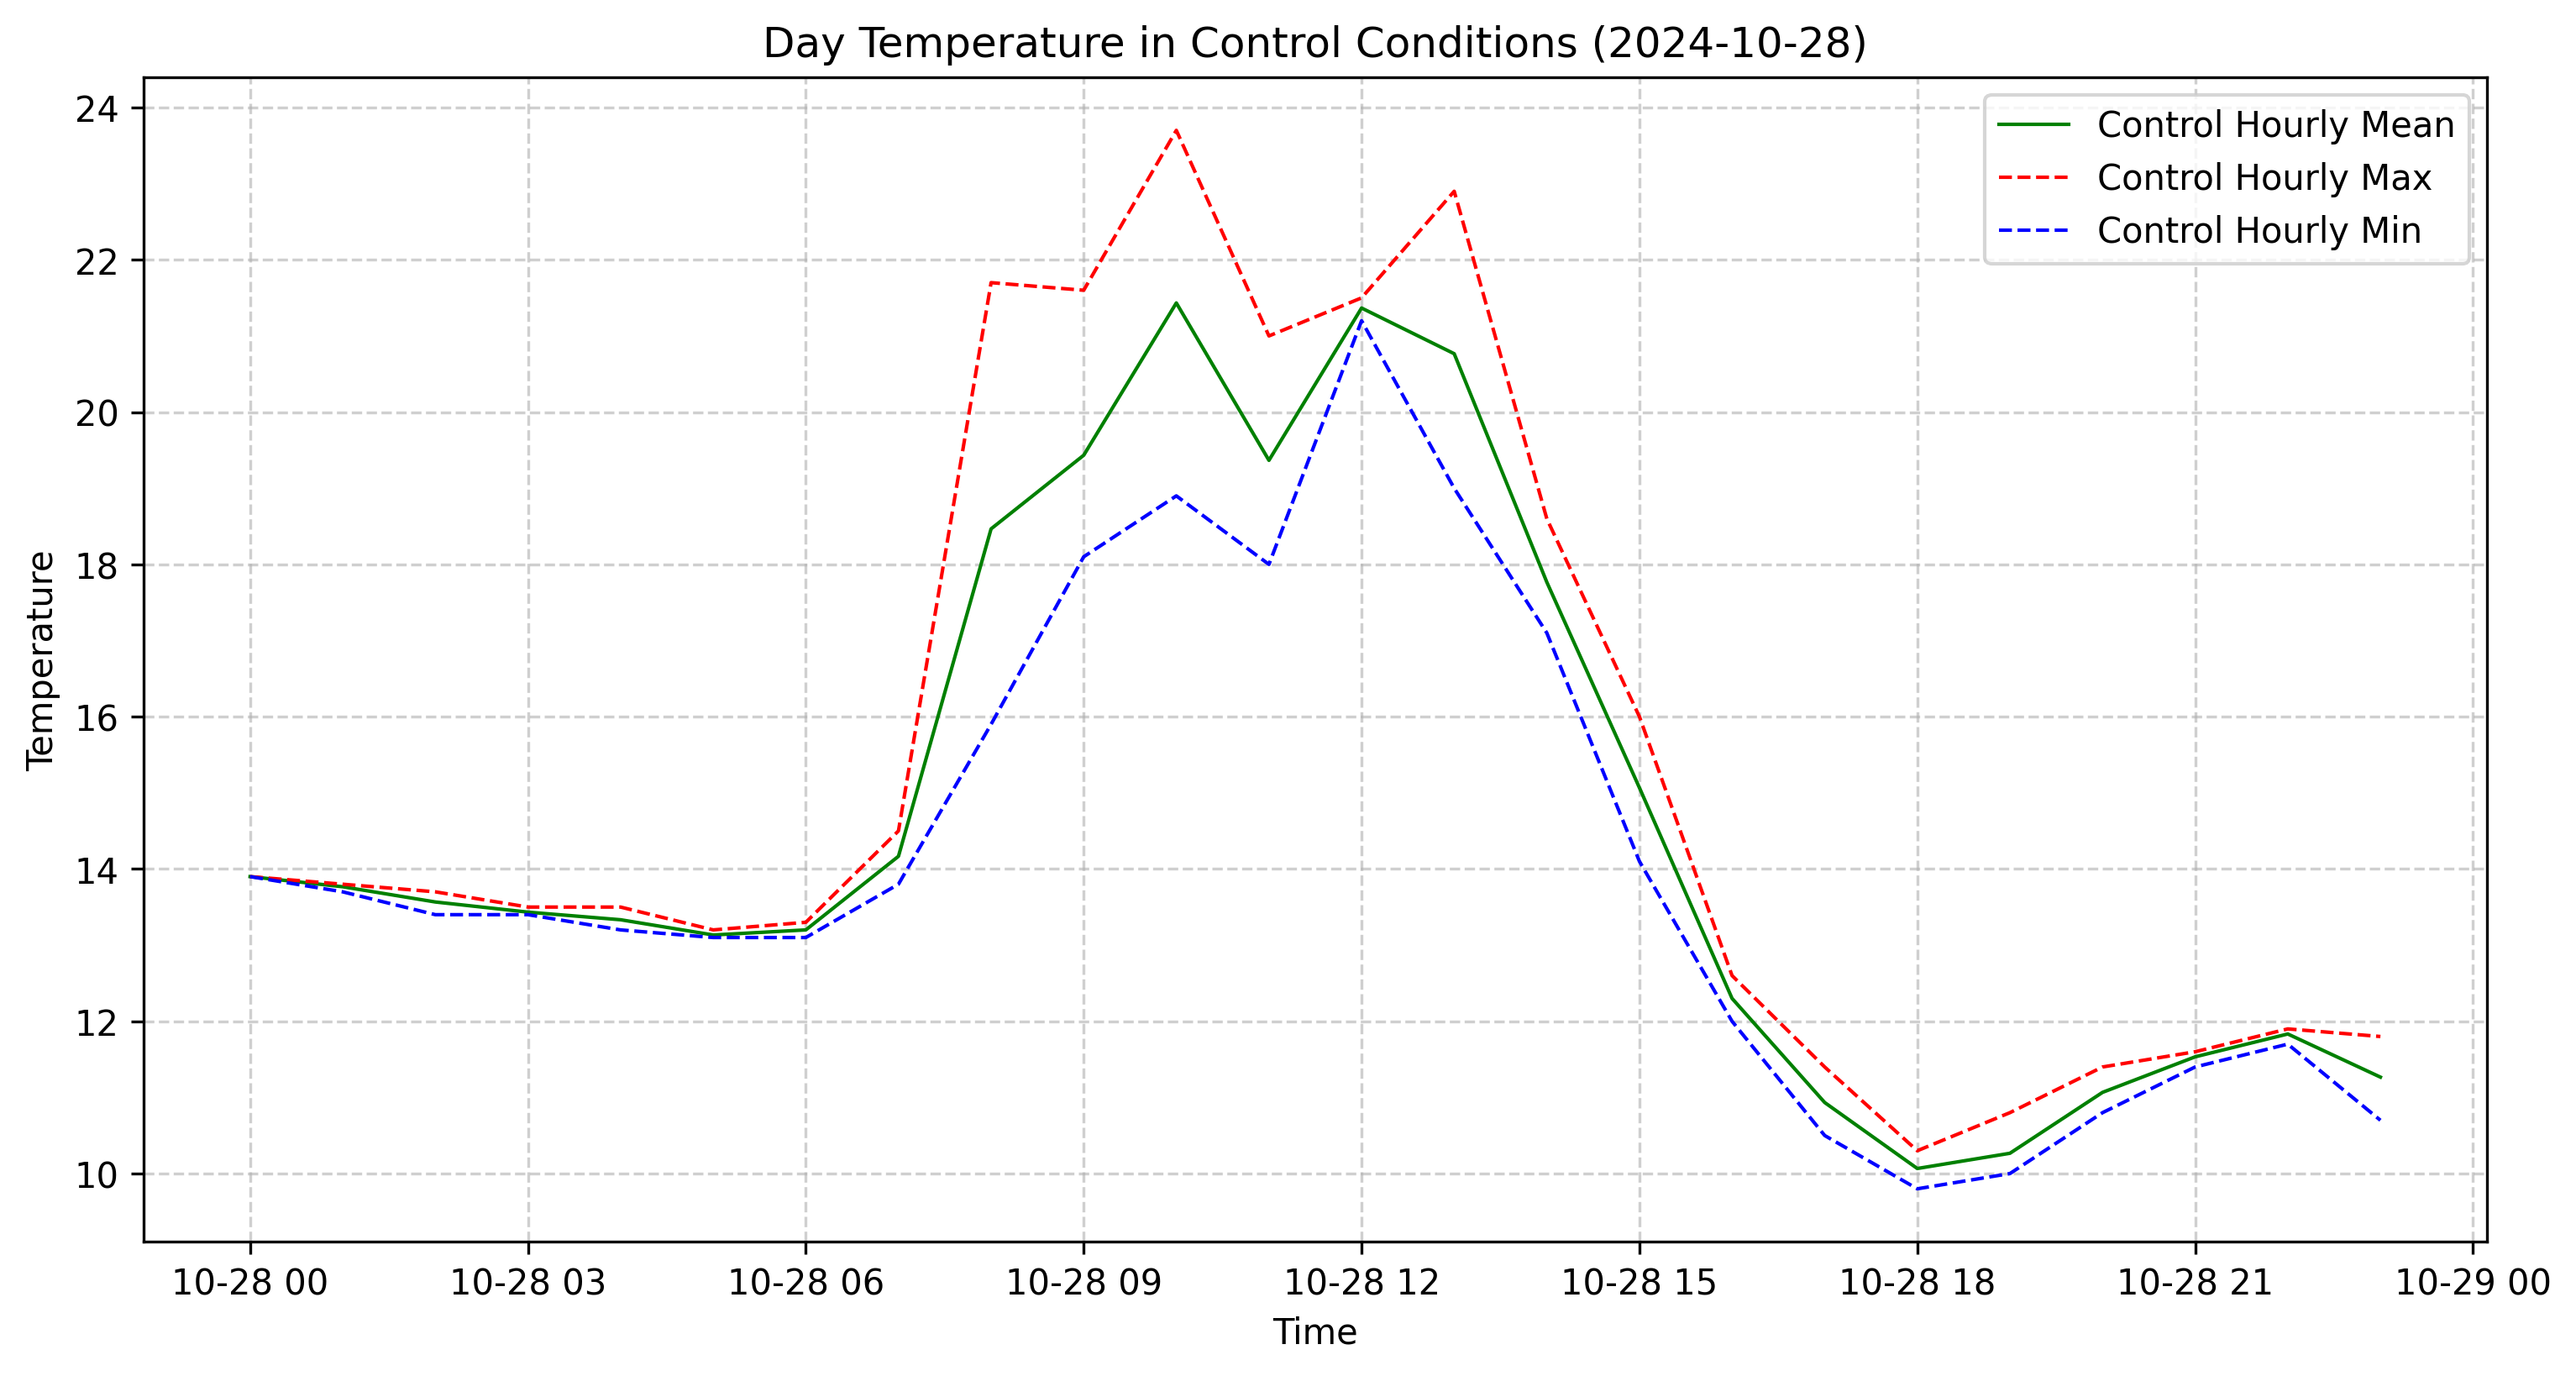 Day Temperature in Control Conditions (2024-10-28)
Control Hourly Mean
Control Hourly Max
Control Hourly Min
Temperature
24
22
20
18
16
14
12
10
10-28 00 10-28 03 10-28 06 10-28 09 10-28 12 10-28 15 10-28 18 10-28 21 10-29 00
Time